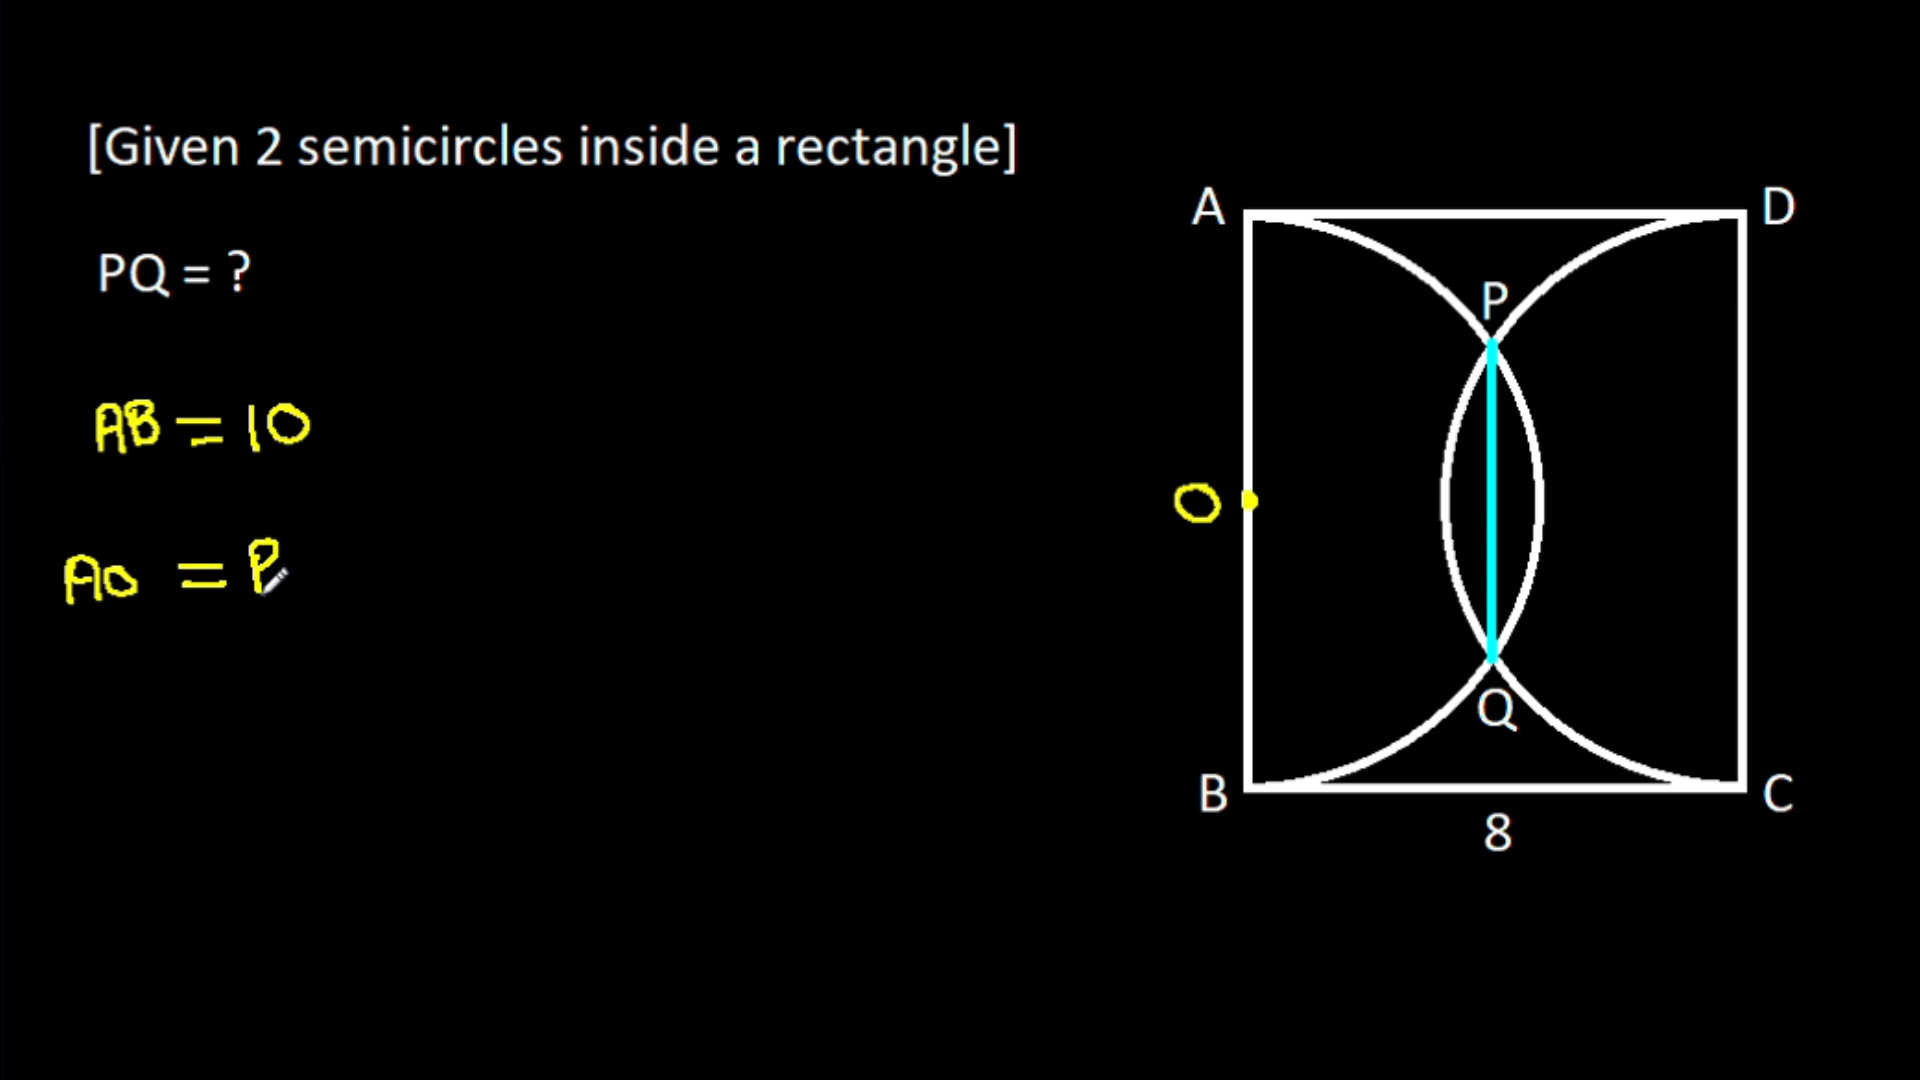 [Given 2 semicircles inside a rectangle]
PQ = ?
AB = 10
AO = B
A
D
P
O
Q
B
C
8